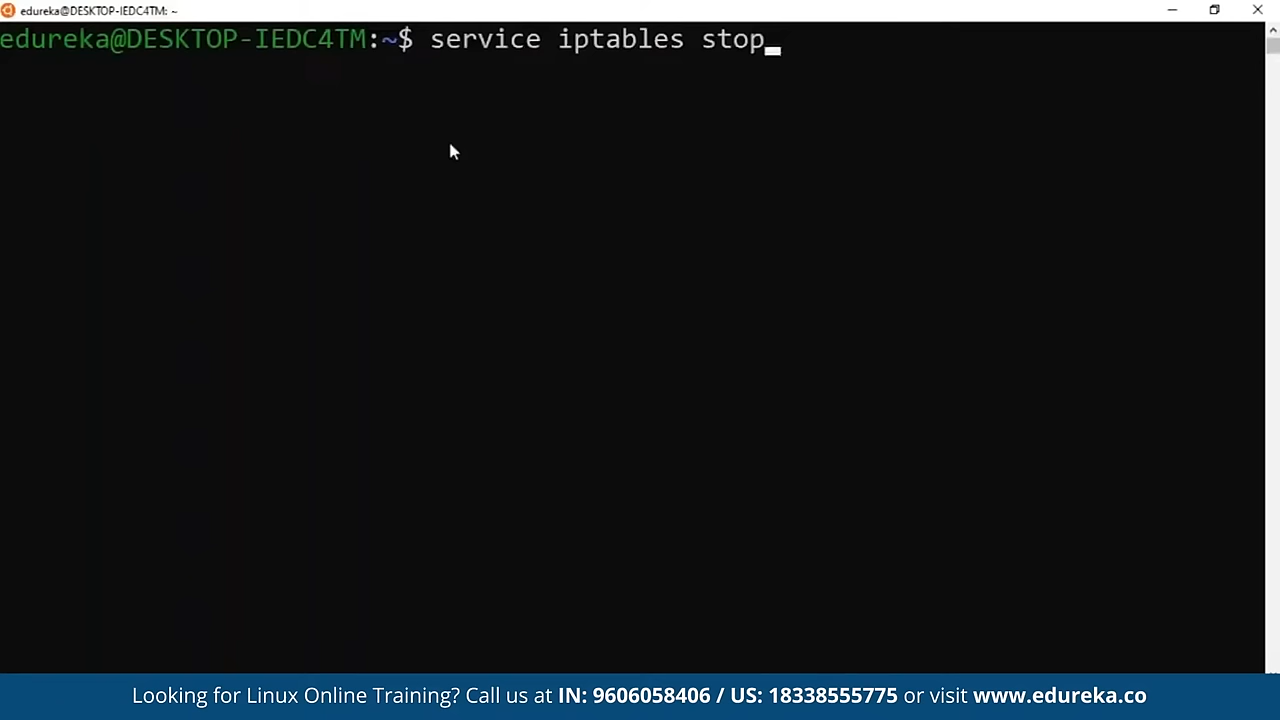 edureka@DESKTOP-IEDC4TM: ~
edureka@DESKTOP-IEDC4TM:~$ service iptables stop
Looking for Linux Online Training? Call us at IN: 9606058406 / US: 18338555775 or visit www.edureka.co